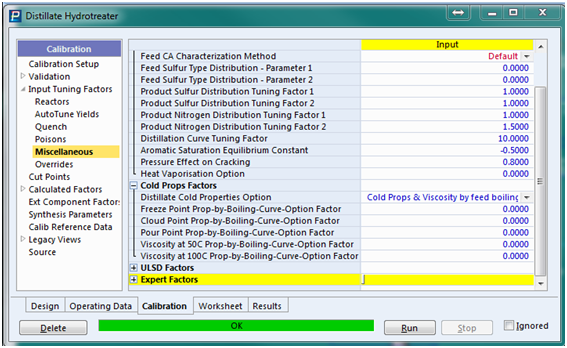 Distillate Hydrotreater
Calibration
Calibration Setup
Validation
Input Tuning Factors
Reactors
AutoTune Yields
Quench
Poisons
Miscellaneous
Overrides
Cut Points
Calculated Factors
Ext Component Factors
Synthesis Parameters
Calib Reference Data
Legacy Views
Source
Input
Feed CA Characterization Method Default
Feed Sulfur Type Distribution - Parameter 1 0.0000
Feed Sulfur Type Distribution - Parameter 2 0.0000
Product Sulfur Distribution Tuning Factor 1 1.0000
Product Sulfur Distribution Tuning Factor 2 1.0000
Product Nitrogen Distribution Tuning Factor 1 1.0000
Product Nitrogen Distribution Tuning Factor 2 1.5000
Distillation Curve Tuning Factor 10.0000
Aromatic Saturation Equilibrium Constant -0.5000
Pressure Effect on Cracking -0.8000
Heat Vaporisation Option 0.0000
Cold Props Factors
Distillate Cold Properties Option Cold Props & Viscosity by feed boiling
Freeze Point Prop-by-Boiling-Curve-Option Factor 0.0000
Cloud Point Prop-by-Boiling-Curve-Option Factor 0.0000
Pour Point Prop-by-Boiling-Curve-Option Factor 0.0000
Viscosity at 50C Prop-by-Boiling-Curve-Option Factor 0.0000
Viscosity at 100C Prop-by-Boiling-Curve-Option Factor 0.0000
ULSD Factors
Expert Factors
Design Operating Data Calibration Worksheet Results
Delete OK Run Stop Ignored